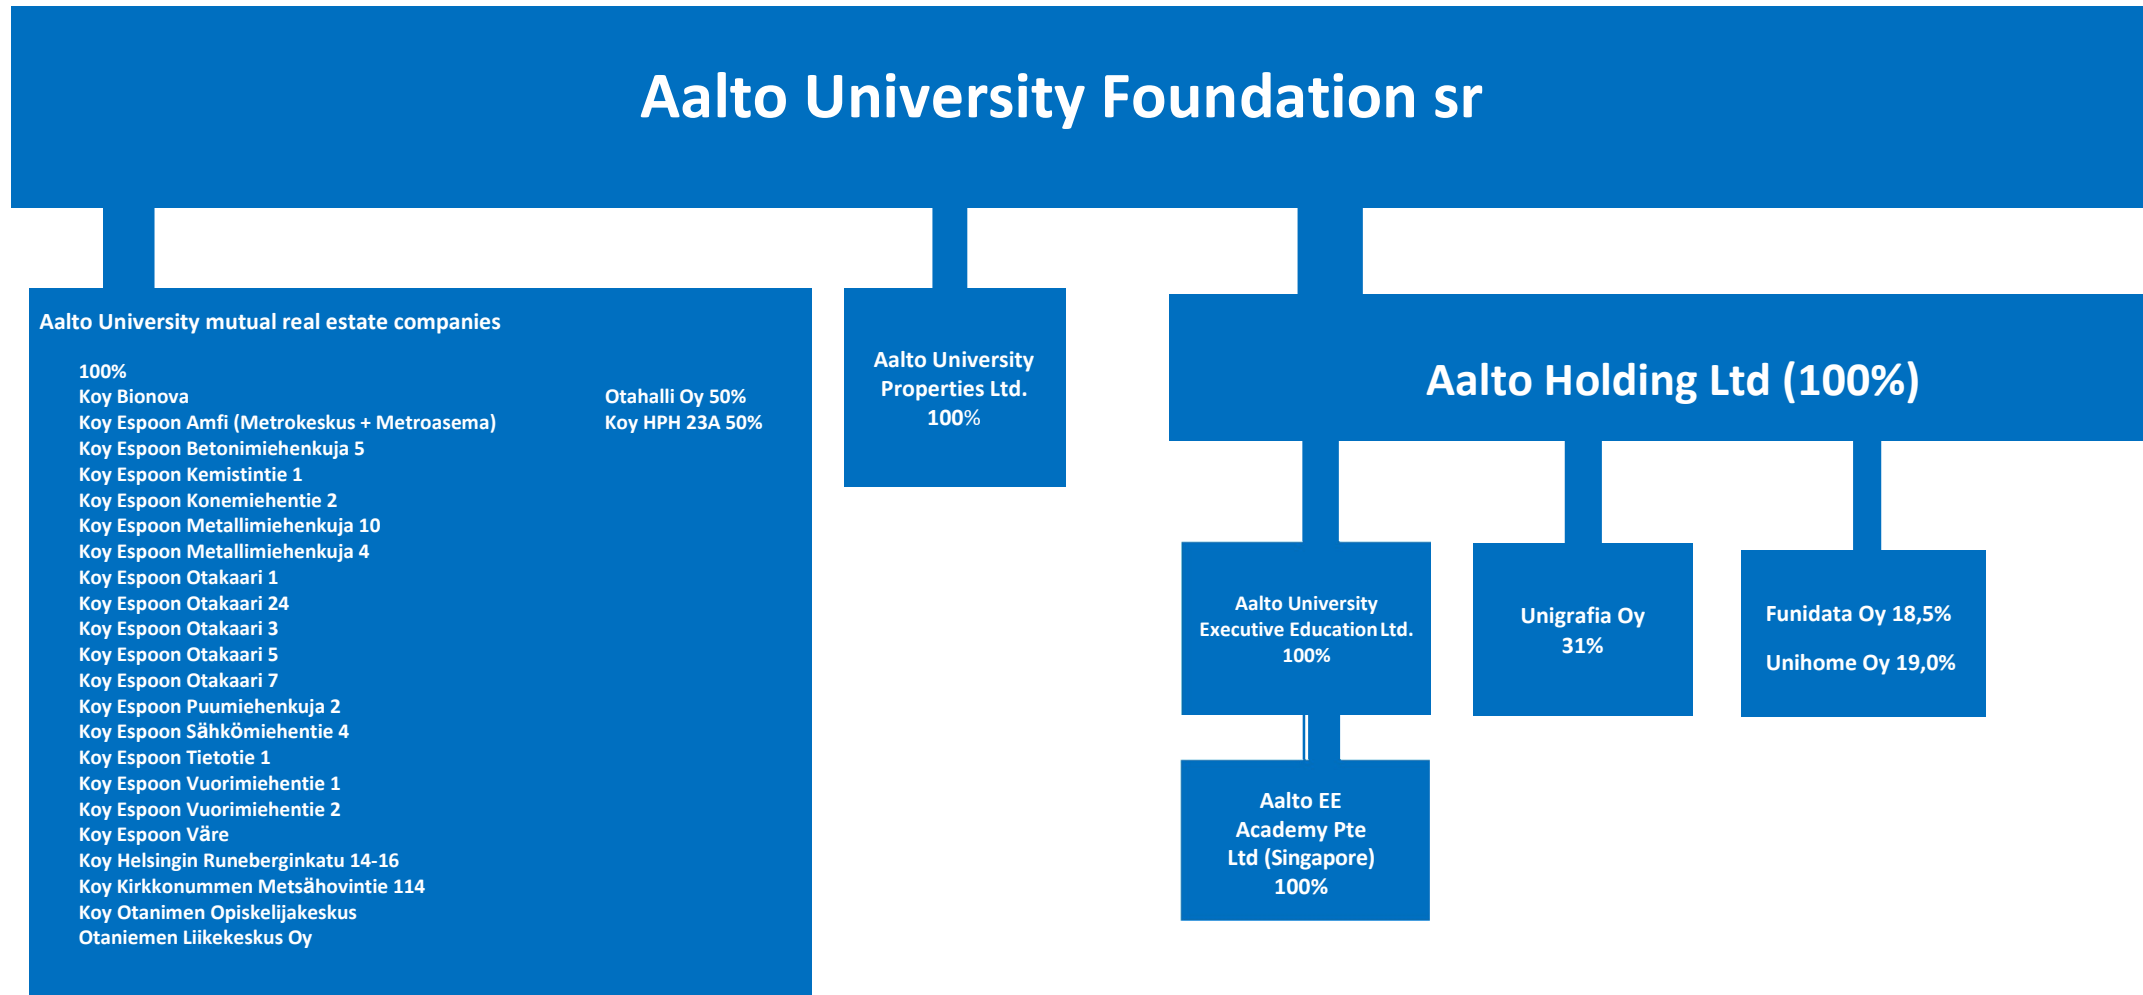 Aalto University Foundation sr
Aalto University mutual real estate companies
100%
Koy Bionova
Koy Espoon Amfi (Metrokeskus + Metroasema)
Koy Espoon Betonimiehenkuja 5
Koy Espoon Kemistintie 1
Koy Espoon Konemiehentie 2
Koy Espoon Metallimiehenkuja 10
Koy Espoon Metallimiehenkuja 4
Koy Espoon Otakaari 1
Koy Espoon Otakaari 24
Koy Espoon Otakaari 3
Koy Espoon Otakaari 5
Koy Espoon Otakaari 7
Koy Espoon Puumiehenkuja 2
Koy Espoon Sähkömiehentie 4
Koy Espoon Tietotie 1
Koy Espoon Vuorimiehentie 1
Koy Espoon Vuorimiehentie 2
Koy Espoon Väre
Koy Helsingin Runeberginkatu 14-16
Koy Kirkkonummen Metsähovintie 114
Koy Otanimen Opiskelijakeskus
Otaniemen Liikekeskus Oy
Otahalli Oy 50%
Koy HPH 23A 50%
Aalto University
Properties Ltd.
100%
Aalto Holding Ltd (100%)
Aalto University
Executive Education Ltd.
100%
Aalto EE
Academy Pte
Ltd (Singapore)
100%
Unigrafia Oy
31%
Funidata Oy 18,5%
Unihome Oy 19,0%